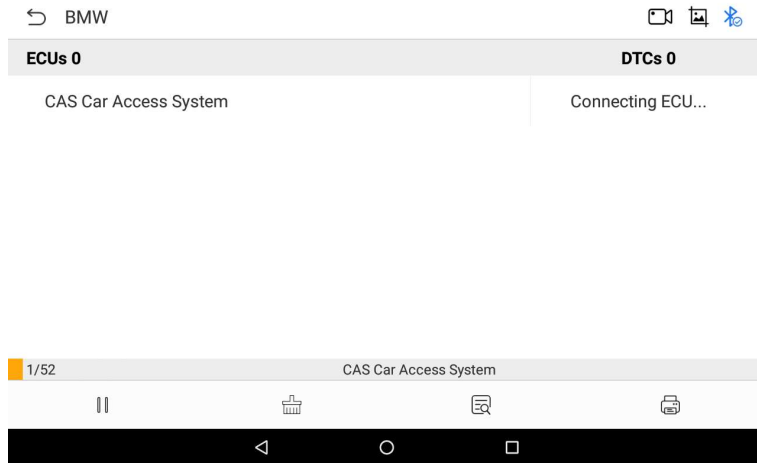 BMW
ECUs 0 DTCs 0
CAS Car Access System Connecting ECU...
1/52 CAS Car Access System